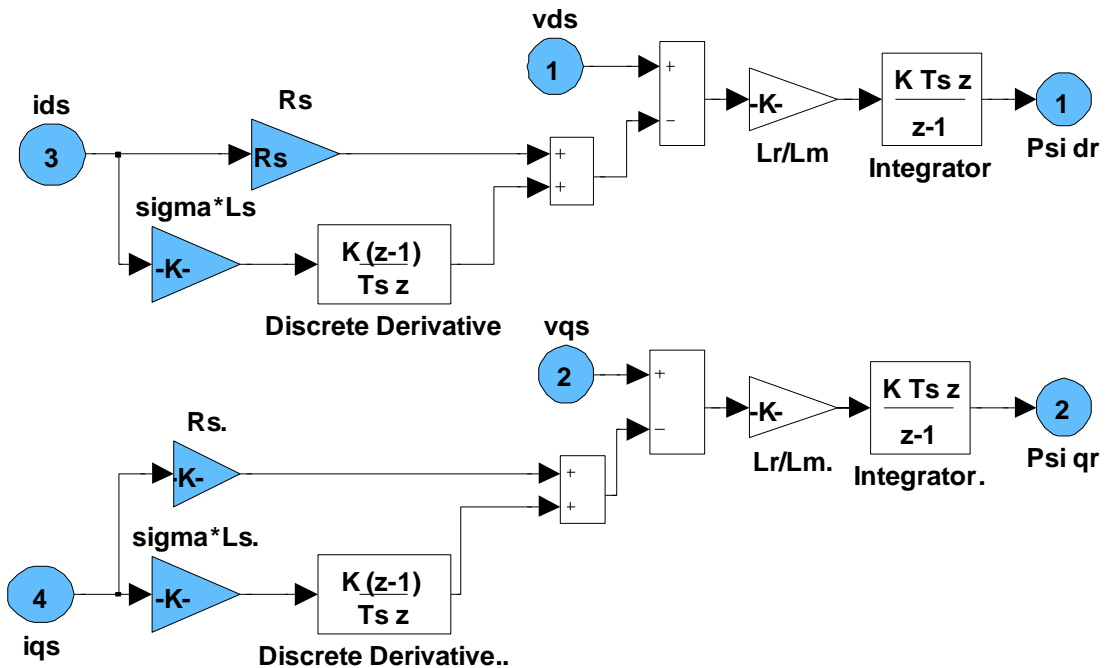 vds
1
+
−
-K-
Lr/Lm
K Ts z
z-1
Integrator
1
Psi dr
ids
3
Rs
Rs
+
+
sigma*Ls
-K-
K (z-1)
Ts z
Discrete Derivative
vqs
2
+
−
-K-
Lr/Lm.
K Ts z
z-1
Integrator.
2
Psi qr
Rs.
-K-
+
+
sigma*Ls.
4
iqs
-K-
K (z-1)
Ts z
Discrete Derivative..